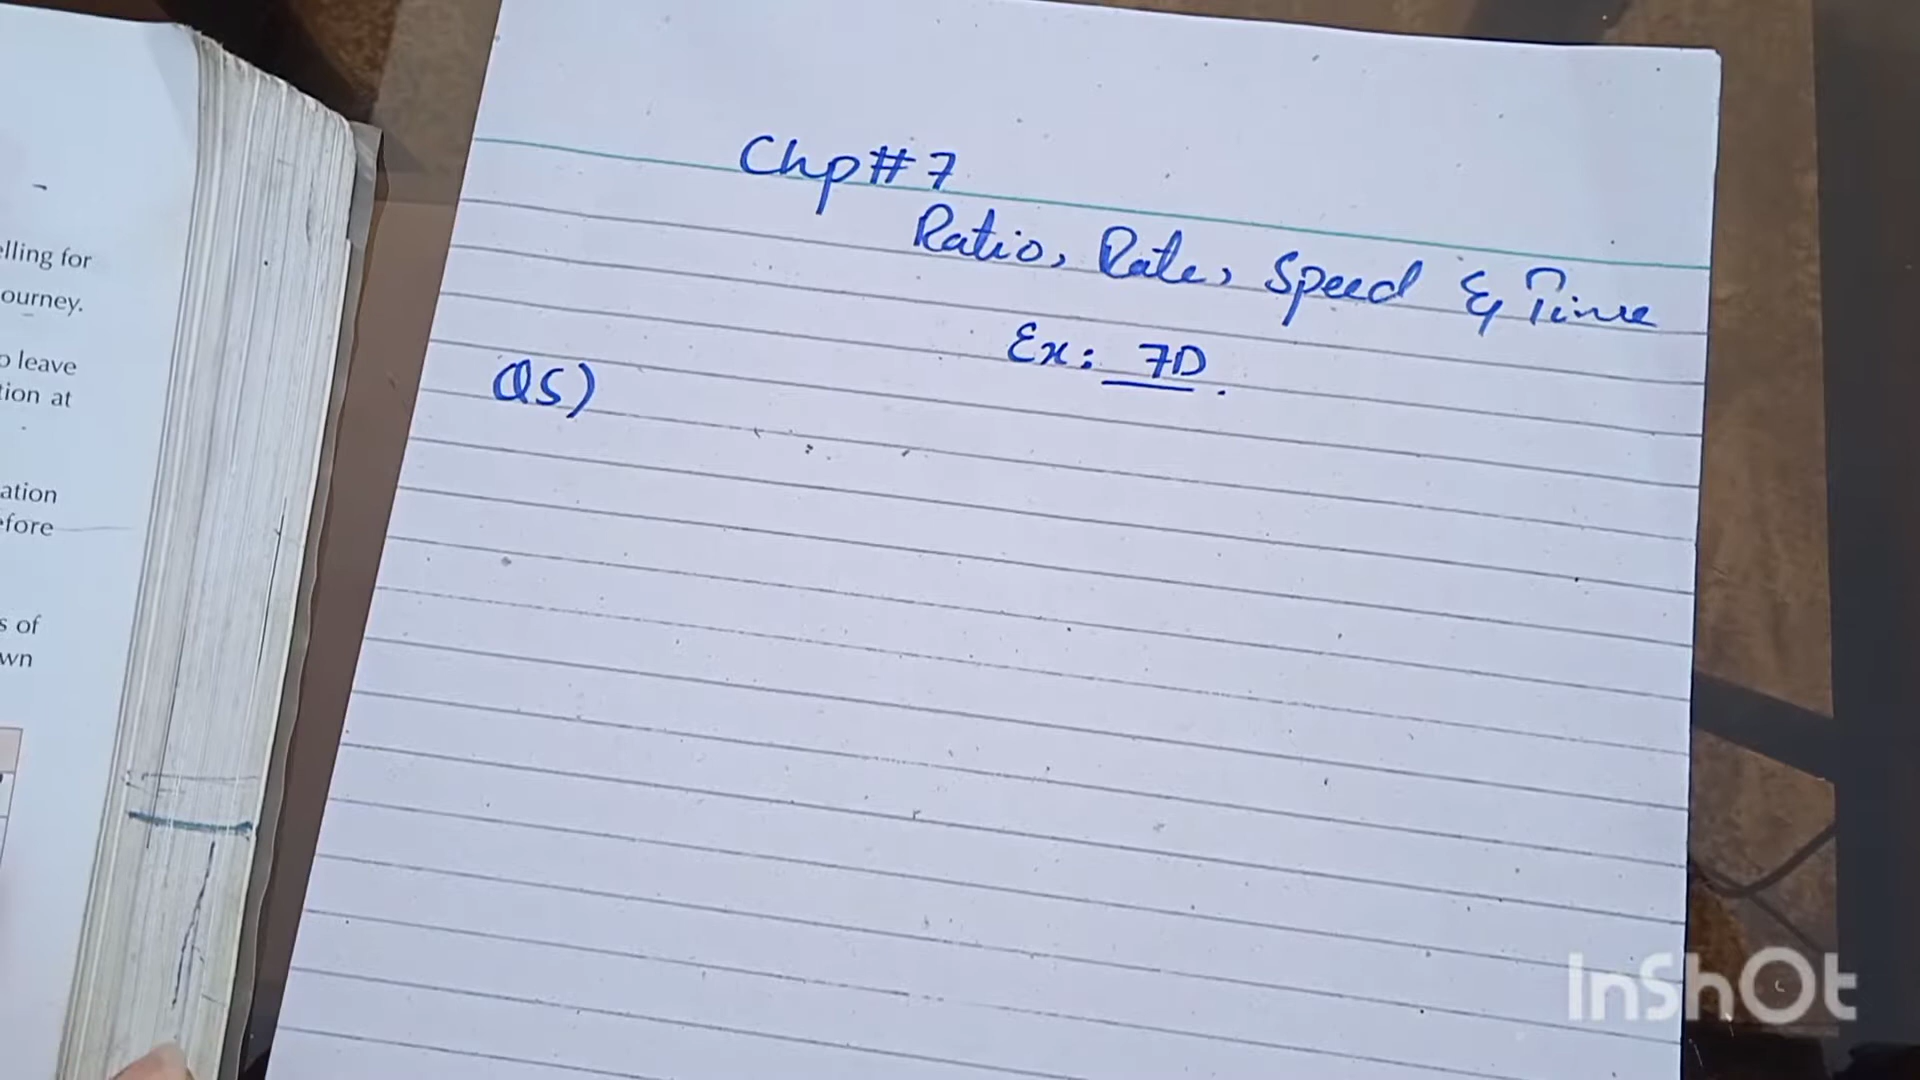 elling for
ourney.
o leave
tion at
ation
efore
s of
wn
Chp# 7
Ratio, Rate, Speed & Time
Ex: 7D.
Q5)
InShOt